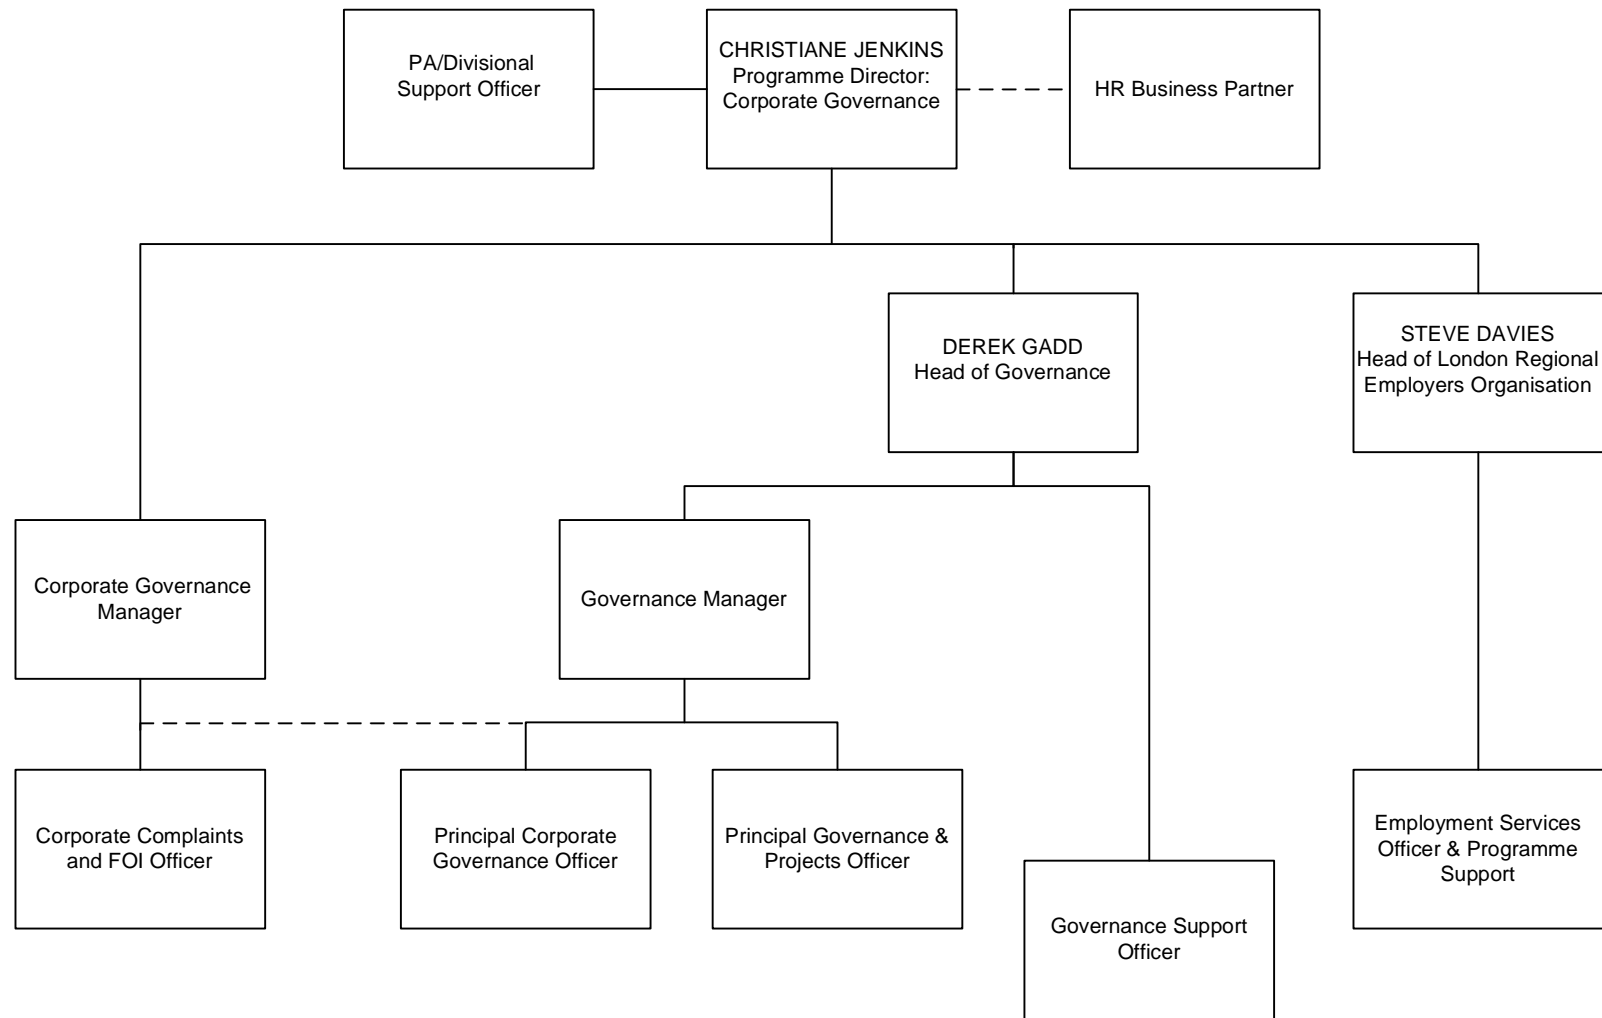 PA/Divisional
Support Officer
CHRISTIANE JENKINS
Programme Director:
Corporate Governance
HR Business Partner
DEREK GADD
Head of Governance
STEVE DAVIES
Head of London Regional
Employers Organisation
Corporate Governance
Manager
Governance Manager
Corporate Complaints
and FOI Officer
Principal Corporate
Governance Officer
Principal Governance &
Projects Officer
Employment Services
Officer & Programme
Support
Governance Support
Officer